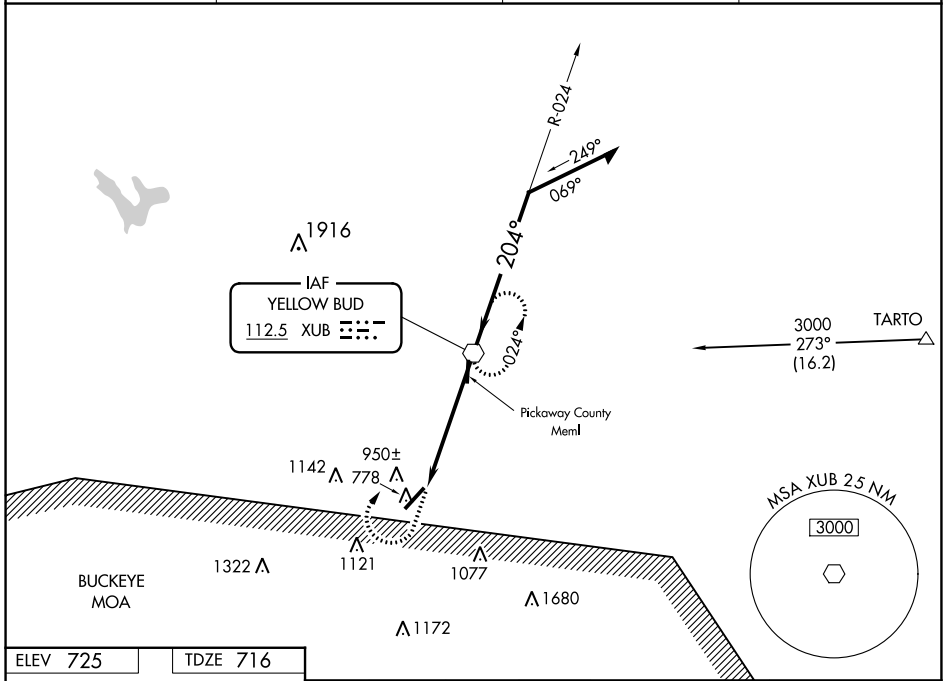 R-024
249°
069°
204°
1916
IAF
YELLOW BUD
112.5 XUB
024°
3000
273°
(16.2)
TARTO
Pickaway County
Meml
950±
1142
778
MSA XUB 25 NM
3000
1322
1121
1077
BUCKEYE
MOA
1680
1172
ELEV 725
TDZE 716